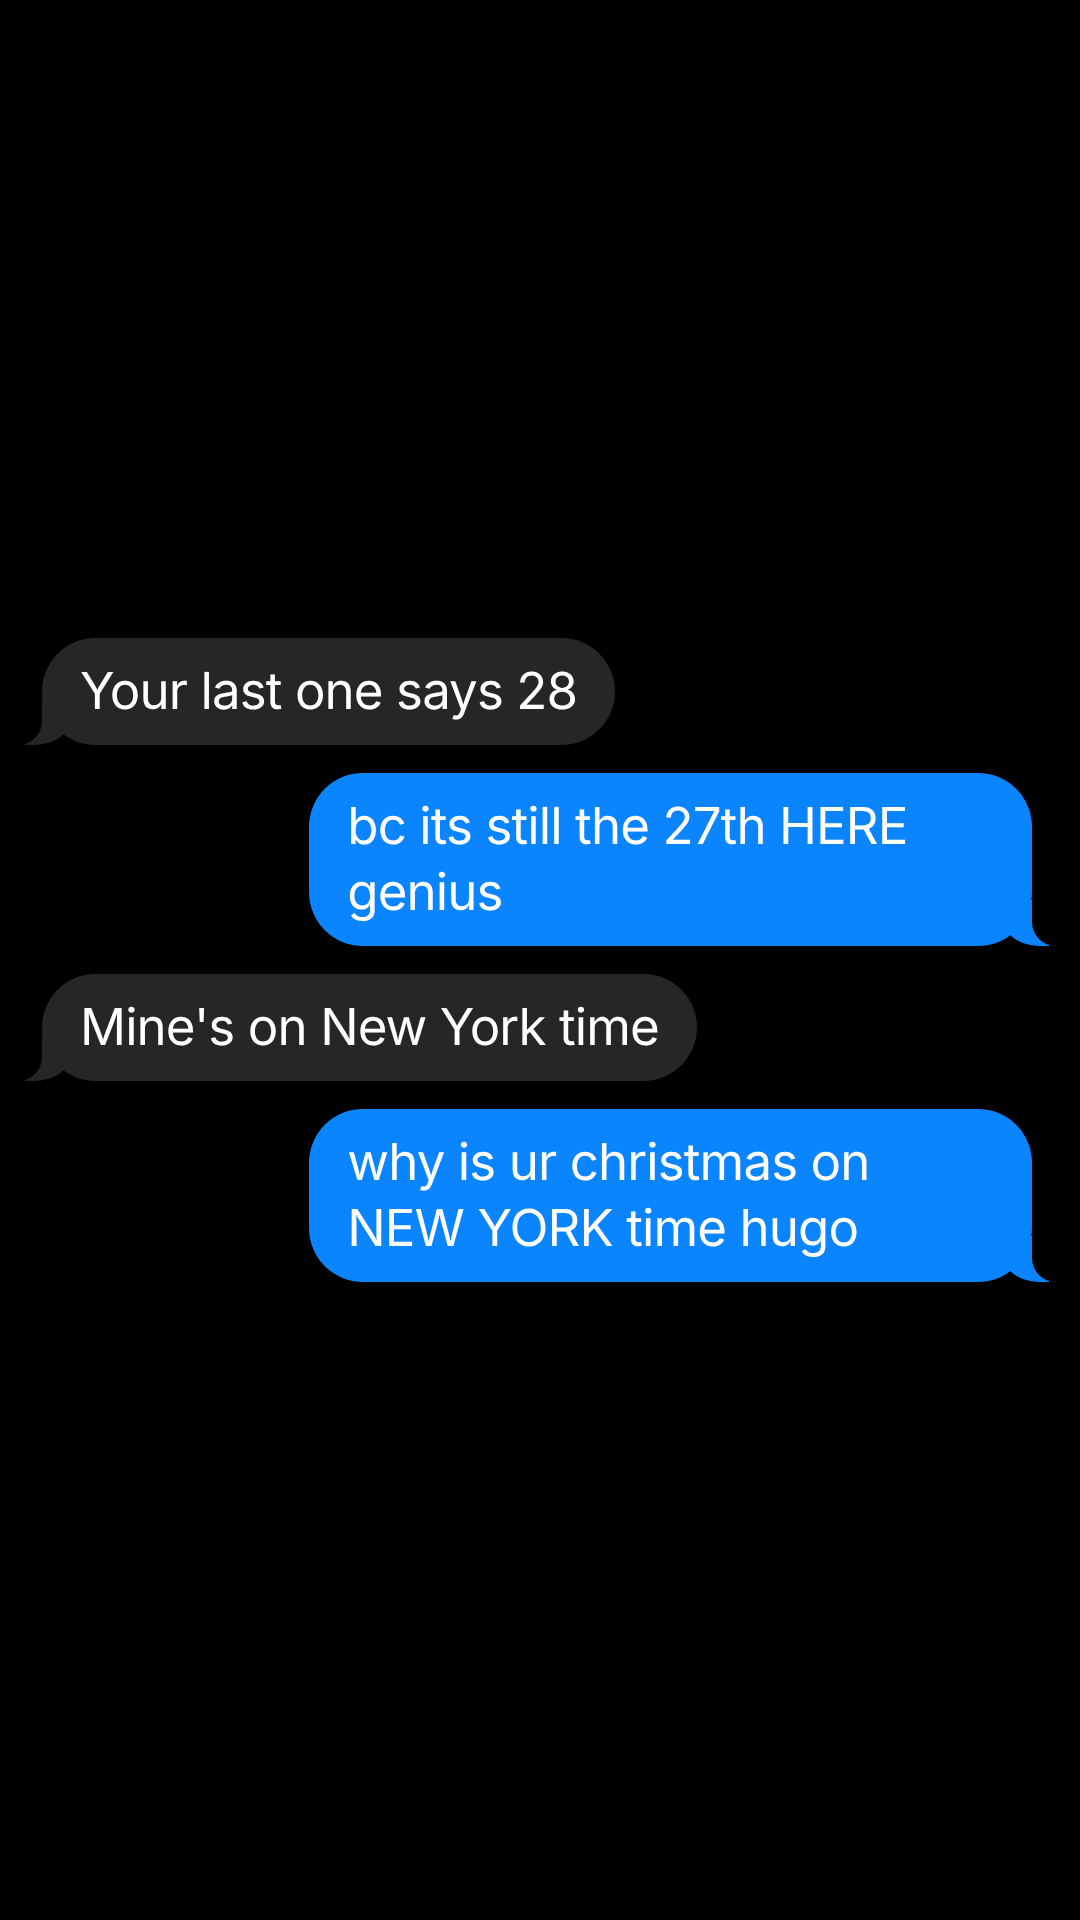 Your last one says 28
bc its still the 27th HERE
genius
Mine's on New York time
why is ur christmas on
NEW YORK time hugo